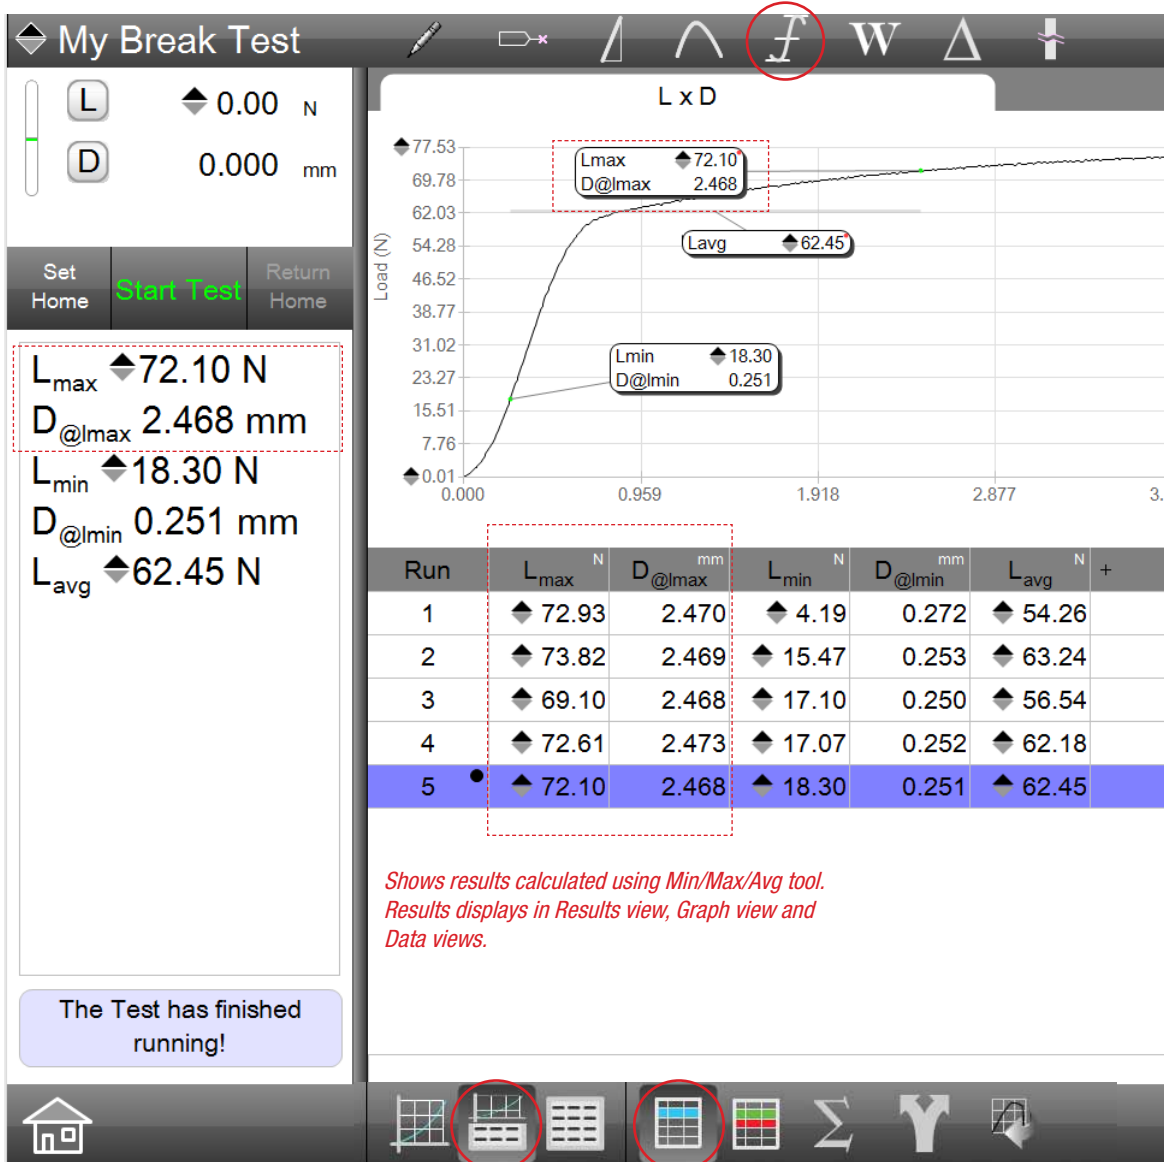 My Break Test
W
L 0.00 N
D 0.000 mm
Set Home
Start Test
Return Home
Lmax 72.10 N
D@lmax 2.468 mm
Lmin 18.30 N
D@lmin 0.251 mm
Lavg 62.45 N
The Test has finished
running!
L x D
Load (N)
77.53
69.78
62.03
54.28
46.52
38.77
31.02
23.27
15.51
7.76
0.01
0.000 0.959 1.918 2.877 3.
Lmax 72.10
D@lmax 2.468
Lavg 62.45
Lmin 18.30
D@lmin 0.251
Run Lmax N D@lmax mm Lmin N D@lmin mm Lavg N +
1 72.93 2.470 4.19 0.272 54.26
2 73.82 2.469 15.47 0.253 63.24
3 69.10 2.468 17.10 0.250 56.54
4 72.61 2.473 17.07 0.252 62.18
5 72.10 2.468 18.30 0.251 62.45
Shows results calculated using Min/Max/Avg tool.
Results displays in Results view, Graph view and
Data views.
Σ